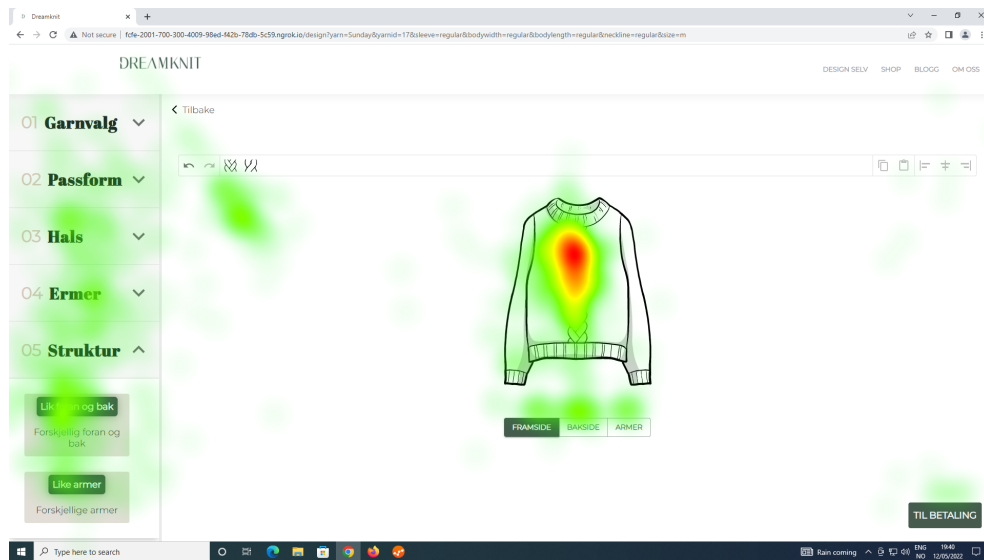 Dreamknit
Not secure | fcfe-2001-700-300-4009-98ed-f42b-78db-5c59.ngrok.io/design?yarn=Sunday&yarnid=17&sleeve=regular&bodywidth=regular&bodylength=regular&neckline=regular&size=m
DREAMKNIT
DESIGN SELV SHOP BLOGG OM OSS
Tilbake
01 Garnvalg
02 Passform
03 Hals
04 Ermer
05 Struktur
Lik foran og bak
Forskjellig foran og
bak
Like armer
Forskjellige armer
FRAMSIDE BAKSIDE ARMER
TIL BETALING
Type here to search
Rain coming
ENG
NO
19:40
12/05/2022